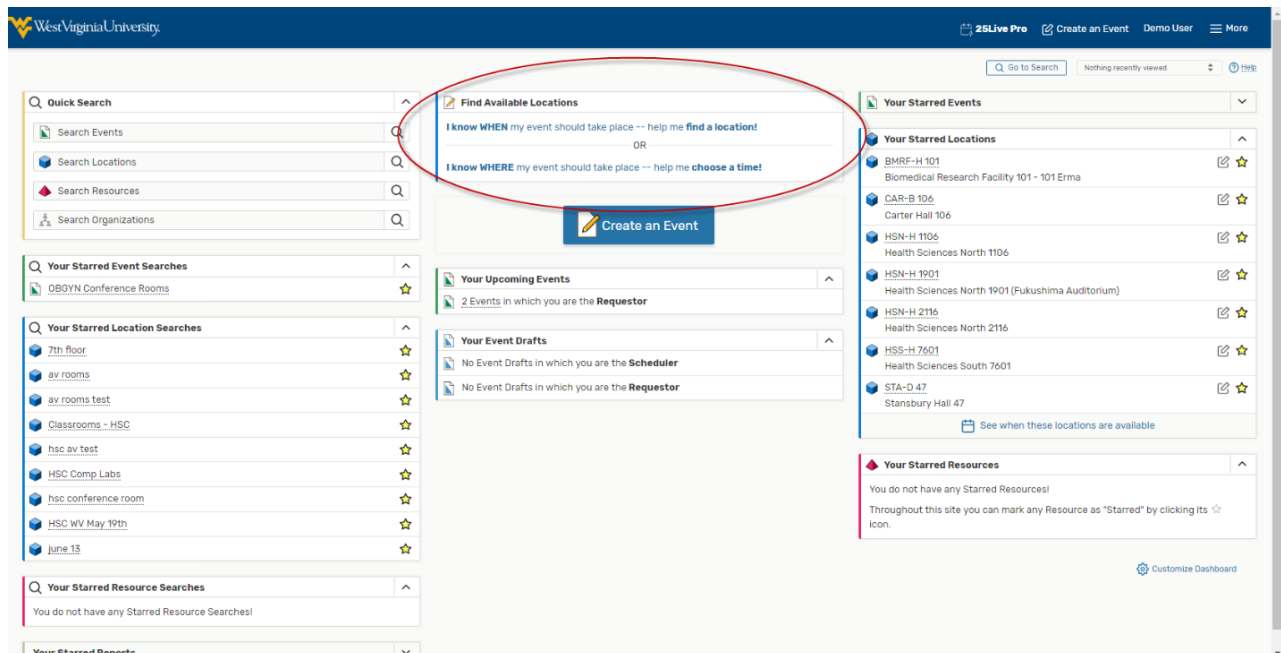 WestVirginiaUniversity.
25Live Pro
Create an Event
Demo User
More
Go to Search
Nothing recently viewed
Help
Quick Search
Search Events
Search Locations
Search Resources
Search Organizations
Your Starred Event Searches
OBGYN Conference Rooms
Your Starred Location Searches
7th floor
av rooms
av rooms test
Classrooms - HSC
hsc av test
HSC Comp Labs
hsc conference room
HSC WV May 19th
june 13
Your Starred Resource Searches
You do not have any Starred Resource Searches!
Your Starred Reports
Find Available Locations
I know WHEN my event should take place -- help me find a location!
OR
I know WHERE my event should take place -- help me choose a time!
Create an Event
Your Upcoming Events
2 Events in which you are the Requestor
Your Event Drafts
No Event Drafts in which you are the Scheduler
No Event Drafts in which you are the Requestor
Your Starred Events
Your Starred Locations
BMRF-H 101
Biomedical Research Facility 101 - 101 Erma
CAR-B 106
Carter Hall 106
HSN-H 1106
Health Sciences North 1106
HSN-H 1901
Health Sciences North 1901 (Fukushima Auditorium)
HSN-H 2116
Health Sciences North 2116
HSS-H 7601
Health Sciences South 7601
STA-D 47
Stansbury Hall 47
See when these locations are available
Your Starred Resources
You do not have any Starred Resources!
Throughout this site you can mark any Resource as "Starred" by clicking its
icon.
Customize Dashboard